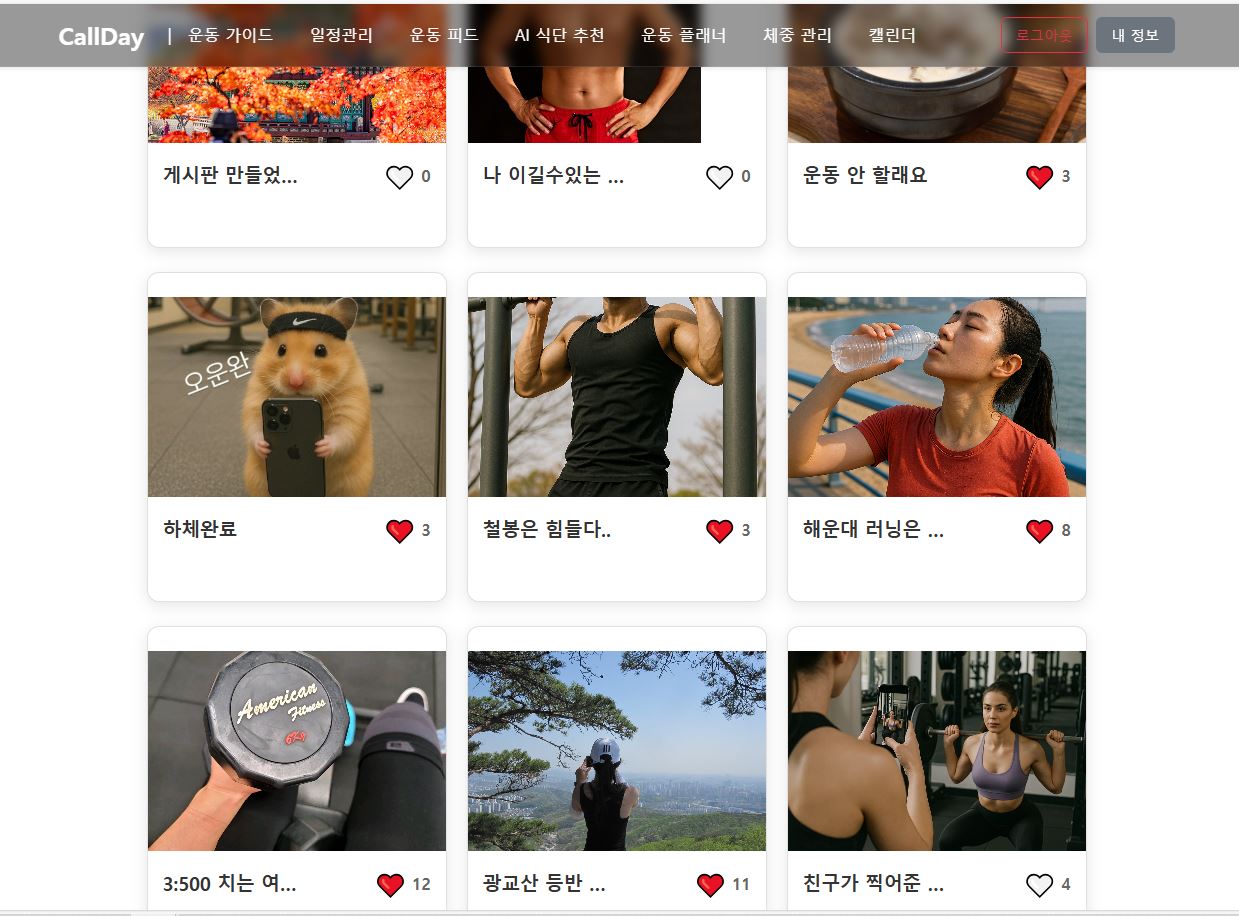 CallDay | 운동 가이드 일정관리 운동 피드 AI 식단 추천 운동 플래너 체중 관리 캘린더 로그아웃 내 정보
게시판 만들었... 0
나 이길수있는 ... 0
운동 안 할래요 3
오운완
하체완료 3
철봉은 힘들다.. 3
해운대 러닝은 ... 8
American
Fitness
3:500 치는 여... 12
광교산 등반 ... 11
친구가 찍어준 ... 4